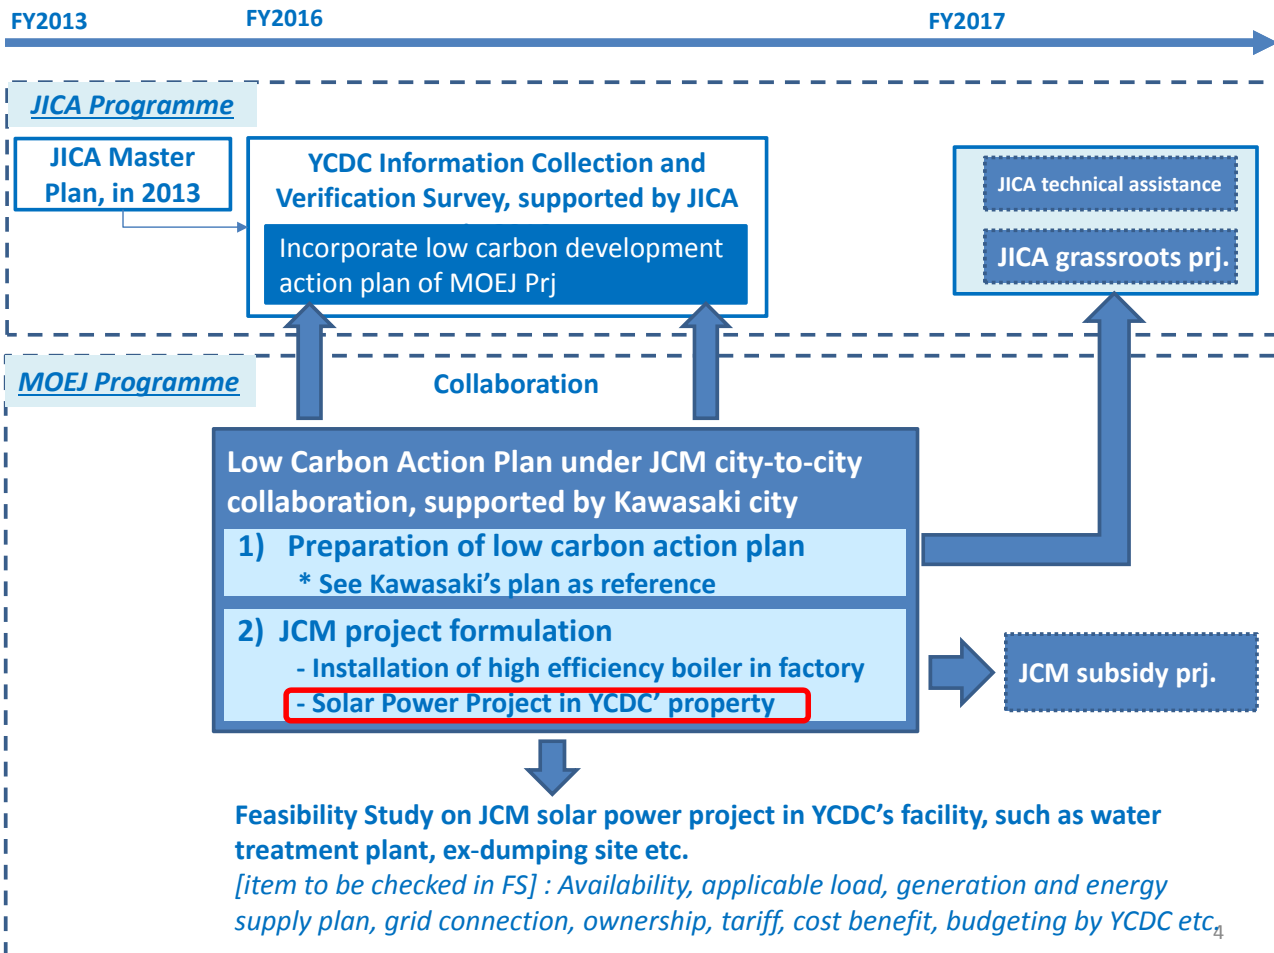 FY2013
FY2016
FY2017
JICA Programme
JICA Master
Plan, in 2013
YCDC Information Collection and
Verification Survey, supported by JICA
Incorporate low carbon development
action plan of MOEJ Prj
JICA technical assistance
JICA grassroots prj.
MOEJ Programme
Collaboration
Low Carbon Action Plan under JCM city-to-city
collaboration, supported by Kawasaki city
1) Preparation of low carbon action plan
* See Kawasaki's plan as reference
2) JCM project formulation
- Installation of high efficiency boiler in factory
- Solar Power Project in YCDC' property
JCM subsidy prj.
Feasibility Study on JCM solar power project in YCDC's facility, such as water
treatment plant, ex-dumping site etc.
[item to be checked in FS] : Availability, applicable load, generation and energy
supply plan, grid connection, ownership, tariff, cost benefit, budgeting by YCDC etc.
4